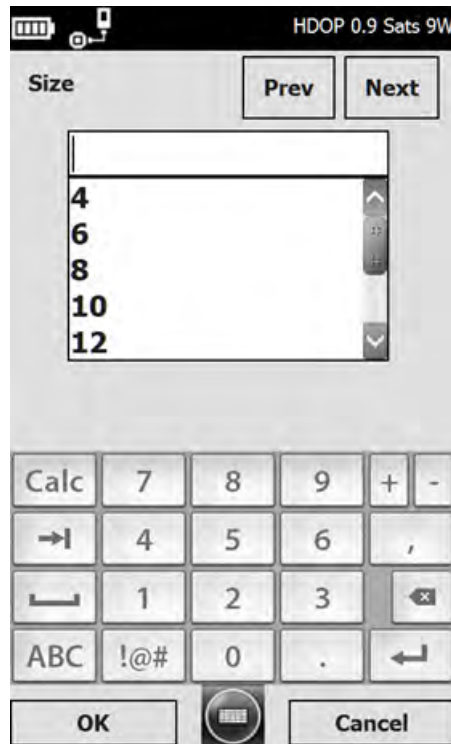 HDOP 0.9 Sats 9W
Size
Prev
Next
4
6
8
10
12
Calc 7 8 9 + -
4 5 6 ,
1 2 3
ABC !@# 0 .
OK
Cancel